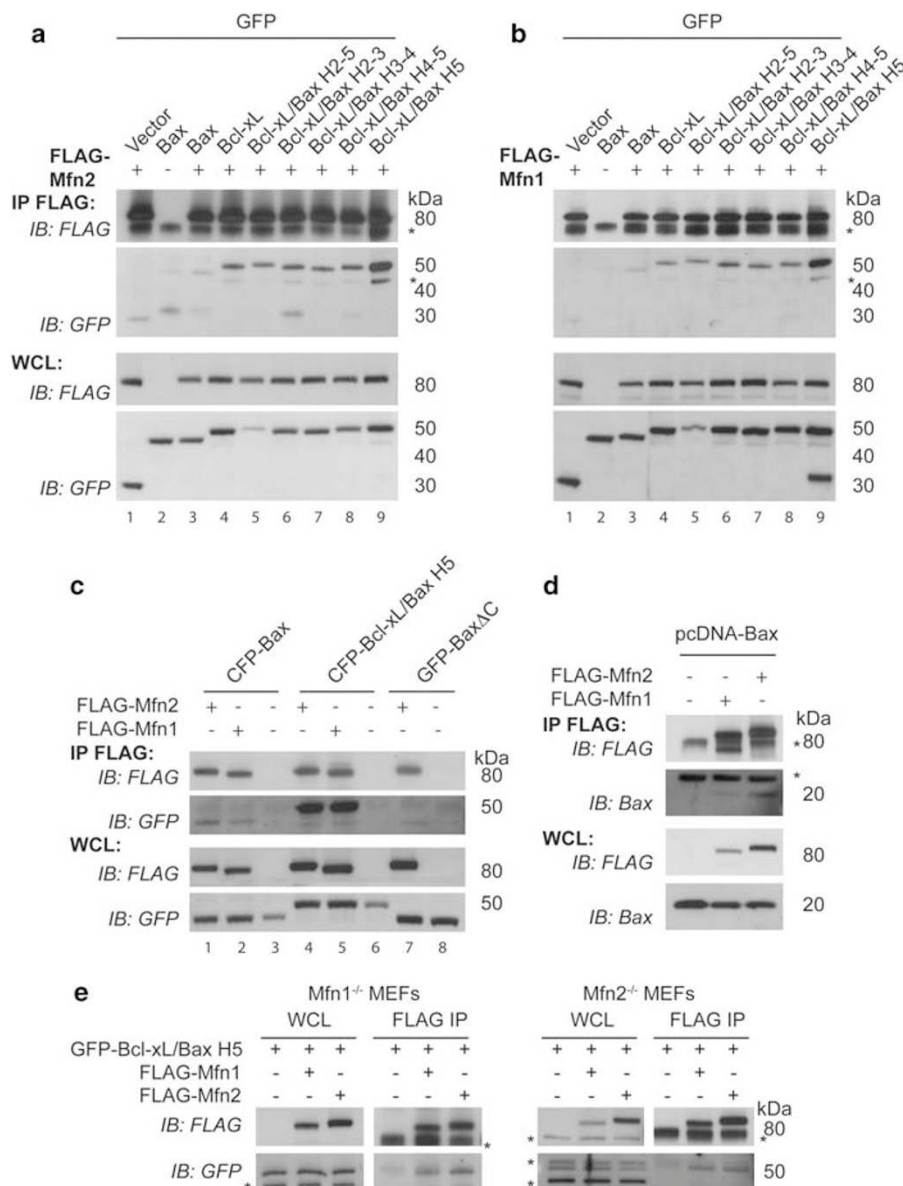 a
GFP
Vector Bax Bax Bcl-xL Bcl-xL/Bax H2-5 Bcl-xL/Bax H2-3 Bcl-xL/Bax H3-4 Bcl-xL/Bax H4-5 Bcl-xL/Bax H5
FLAG-Mfn2 + - + + + + + + +
IP FLAG: kDa
IB: FLAG 80 *
50
* 40
IB: GFP 30
WCL:
IB: FLAG 80
50
40
IB: GFP 30
1 2 3 4 5 6 7 8 9
b
GFP
Vector Bax Bax Bcl-xL Bcl-xL/Bax H2-5 Bcl-xL/Bax H2-3 Bcl-xL/Bax H3-4 Bcl-xL/Bax H4-5 Bcl-xL/Bax H5
FLAG-Mfn1 + - + + + + + + +
kDa
80 *
50
* 40
30
80
50
40
30
1 2 3 4 5 6 7 8 9
c
CFP-Bax CFP-Bcl-xL/Bax H5 GFP-BaxΔC
FLAG-Mfn2 + - - + - - + -
FLAG-Mfn1 - + - - + - - -
IP FLAG: kDa
IB: FLAG 80
IB: GFP 50
WCL:
IB: FLAG 80
IB: GFP 50
1 2 3 4 5 6 7 8
d
pcDNA-Bax
FLAG-Mfn2 - - +
FLAG-Mfn1 - + -
IP FLAG: kDa
IB: FLAG * 80
*
IB: Bax 20
WCL:
IB: FLAG 80
IB: Bax 20
e
Mfn1-/- MEFs Mfn2-/- MEFs
WCL FLAG IP WCL FLAG IP
GFP-Bcl-xL/Bax H5 + + + + + + + + + + + +
FLAG-Mfn1 - + - - + - - + - - + -
FLAG-Mfn2 - - + - - + - - + - - +
kDa
IB: FLAG * * 80 *
IB: GFP * * * * 50